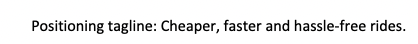 Positioning tagline: Cheaper, faster and hassle-free rides.